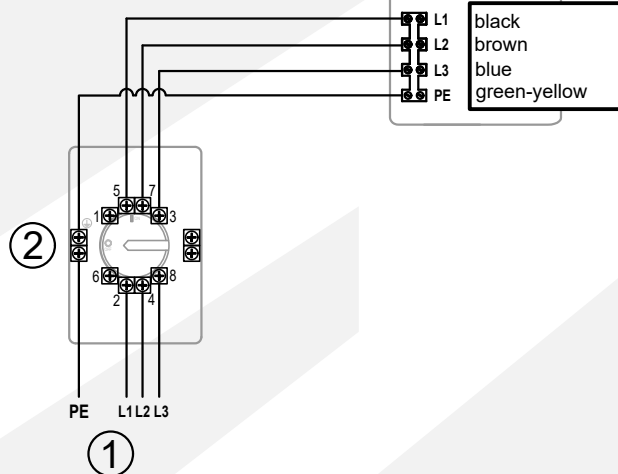 L1 black
L2 brown
L3 blue
PE green-yellow
5 7
1 3
2
6 8
2 4
PE L1 L2 L3
1